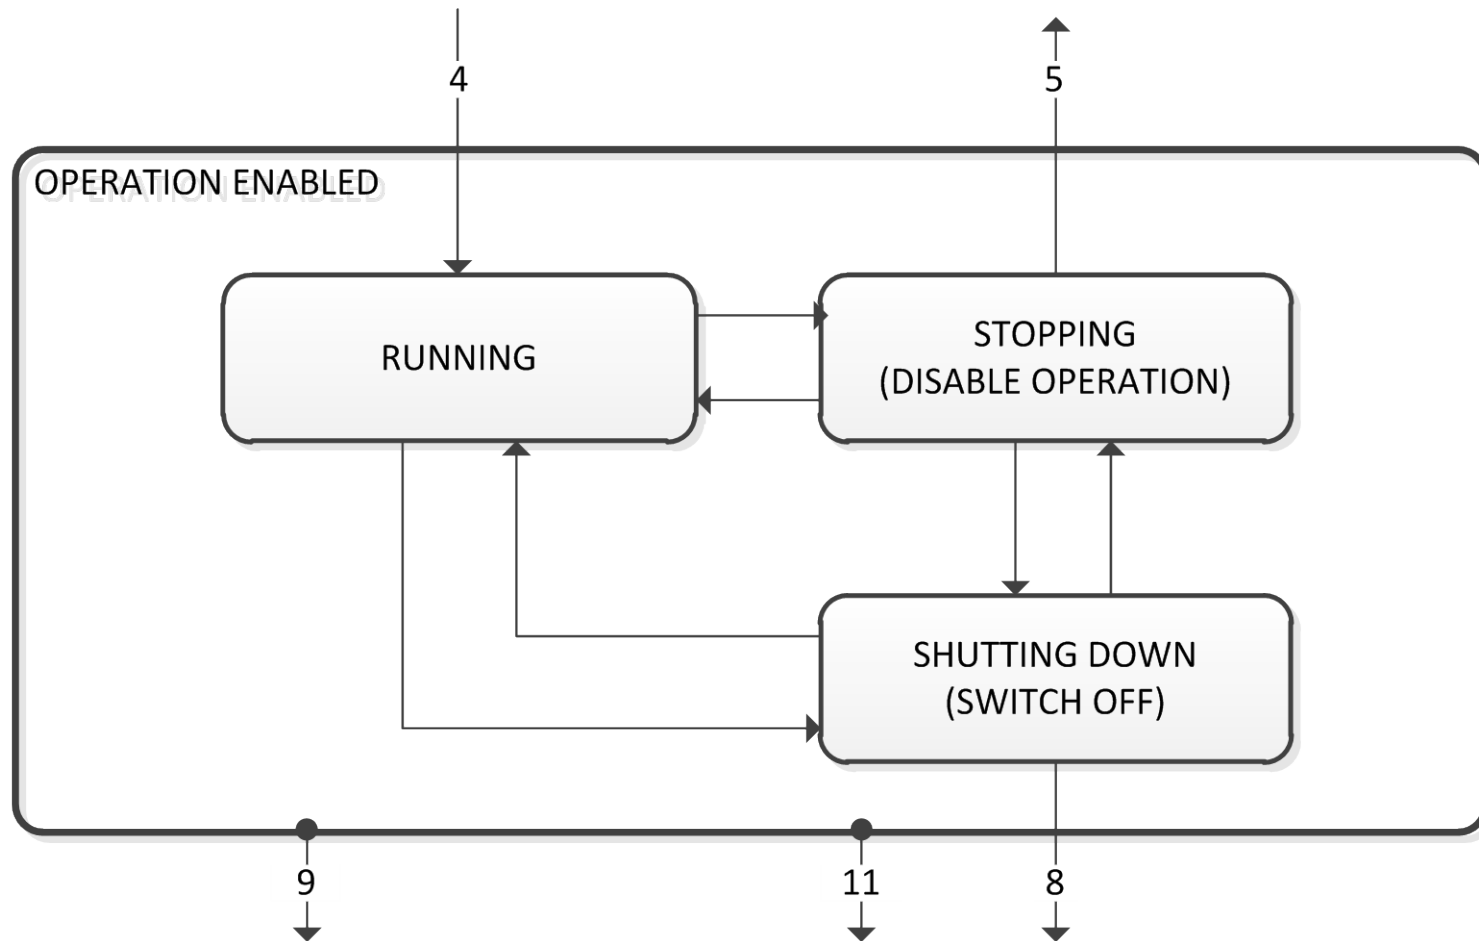 4
5
OPERATION ENABLED
RUNNING
STOPPING
(DISABLE OPERATION)
SHUTTING DOWN
(SWITCH OFF)
9
11
8